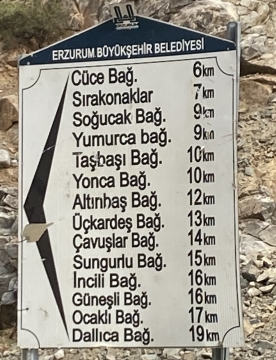 ERZURUM BÜYÜKŞEHİR BELEDİYESİ
Cüce Bağ. 6km
Sırakonaklar 7km
Soğucak Bağ. 9km
Yumurca bağ. 9km
Taşbaşı Bağ. 10km
Yonca Bağ. 10km
Altınbaş Bağ. 12km
Üçkardeş Bağ. 13km
Çavuşlar Bağ. 14km
Sungurlu Bağ. 15km
İncili Bağ. 16km
Güneşli Bağ. 16km
Ocaklı Bağ. 17km
Dallıca Bağ. 19km